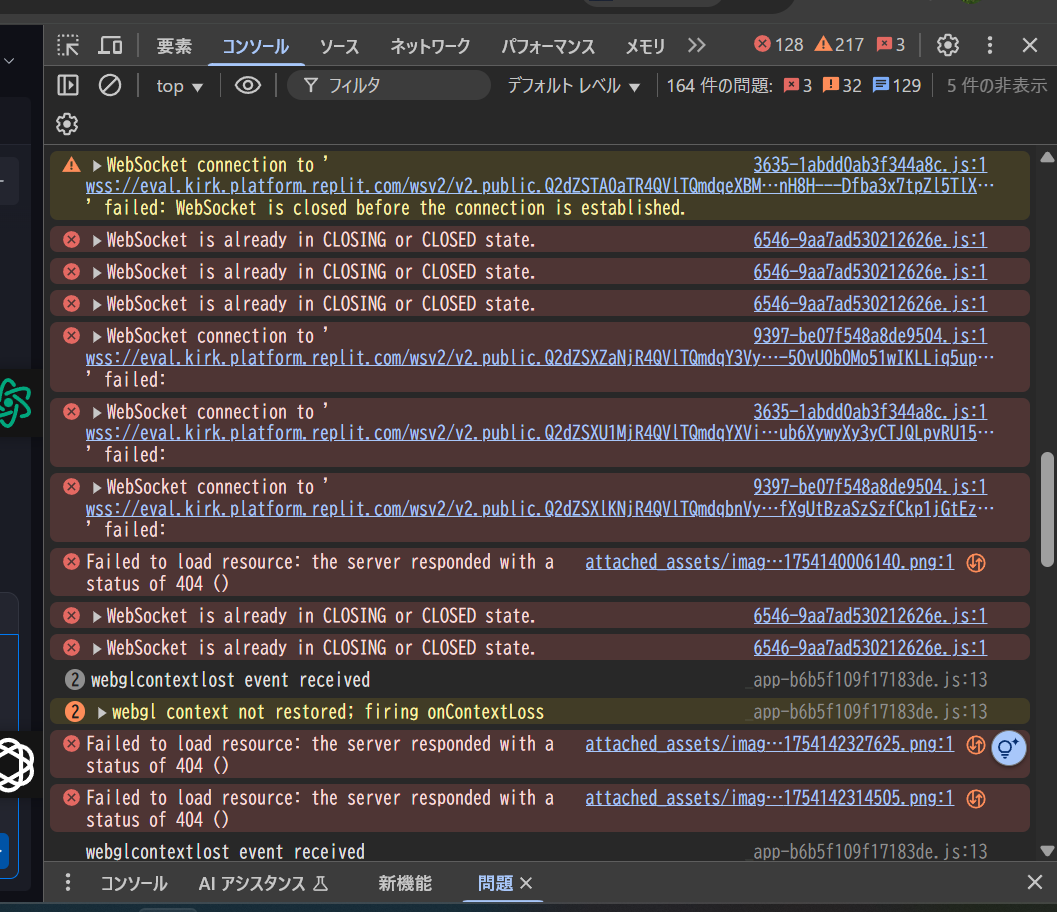 要素 コンソール ソース ネットワーク パフォーマンス メモリ 128 217 3
top フィルタ デフォルト レベル 164 件の問題: 3 32 129 5 件の非表示
WebSocket connection to ' 3635-1abdd0ab3f344a8c.js:1
wss://eval.kirk.platform.replit.com/wsv2/v2.public.Q2dZSTA0aTR4QVlTQmdqeXBM…nH8H---Dfba3x7tpZl5TlX…
' failed: WebSocket is closed before the connection is established.
WebSocket is already in CLOSING or CLOSED state. 6546-9aa7ad530212626e.js:1
WebSocket is already in CLOSING or CLOSED state. 6546-9aa7ad530212626e.js:1
WebSocket is already in CLOSING or CLOSED state. 6546-9aa7ad530212626e.js:1
WebSocket connection to ' 9397-be07f548a8de9504.js:1
wss://eval.kirk.platform.replit.com/wsv2/v2.public.Q2dZSXZaNjR4QVlTQmdqY3Vy…-5OvUObOMo51wIKLLiq5up…
' failed:
WebSocket connection to ' 3635-1abdd0ab3f344a8c.js:1
wss://eval.kirk.platform.replit.com/wsv2/v2.public.Q2dZSXU1MjR4QVlTQmdqYXVi…ub6XywyXy3yCTJQLpvRU15…
' failed:
WebSocket connection to ' 9397-be07f548a8de9504.js:1
wss://eval.kirk.platform.replit.com/wsv2/v2.public.Q2dZSXlKNjR4QVlTQmdqbnVy…fXgUtBzaSzSzfCkp1jGtEz…
' failed:
Failed to load resource: the server responded with a attached_assets/imag…1754140006140.png:1
status of 404 ()
WebSocket is already in CLOSING or CLOSED state. 6546-9aa7ad530212626e.js:1
WebSocket is already in CLOSING or CLOSED state. 6546-9aa7ad530212626e.js:1
2 webglcontextlost event received _app-b6b5f109f17183de.js:13
2 webgl context not restored; firing onContextLoss _app-b6b5f109f17183de.js:13
Failed to load resource: the server responded with a attached_assets/imag…1754142327625.png:1
status of 404 ()
Failed to load resource: the server responded with a attached_assets/imag…1754142314505.png:1
status of 404 ()
webglcontextlost event received _app-b6b5f109f17183de.js:13
コンソール AI アシスタンス 新機能 問題